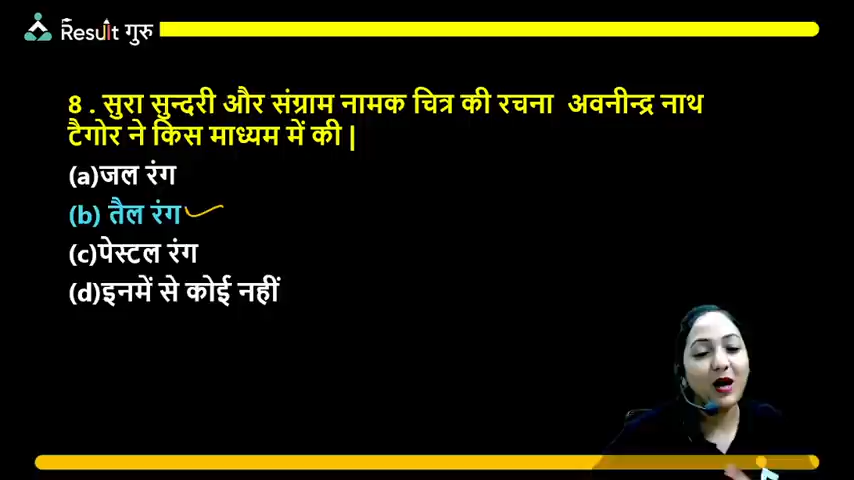 Result गुरु
8 . सुरा सुन्दरी और संग्राम नामक चित्र की रचना अवनीन्द्र नाथ
टैगोर ने किस माध्यम में की |
(a)जल रंग
(b) तैल रंग
(c)पेस्टल रंग
(d)इनमें से कोई नहीं